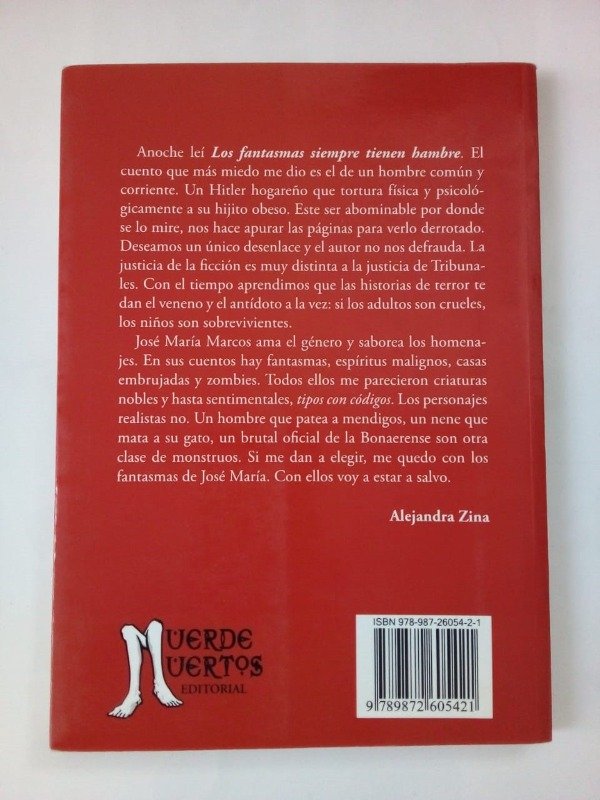 Anoche leí Los fantasmas siempre tienen hambre. El
cuento que más miedo me dio es el de un hombre común y
corriente. Un Hitler hogareño que tortura física y psicoló-
gicamente a su hijito obeso. Este ser abominable por donde
se lo mire, nos hace apurar las páginas para verlo derrotado.
Deseamos un único desenlace y el autor no nos defrauda. La
justicia de la ficción es muy distinta a la justicia de Tribuna-
les. Con el tiempo aprendimos que las historias de terror te
dan el veneno y el antídoto a la vez: si los adultos son crueles,
los niños son sobrevivientes.
José María Marcos ama el género y saborea los homena-
jes. En sus cuentos hay fantasmas, espíritus malignos, casas
embrujadas y zombies. Todos ellos me parecieron criaturas
nobles y hasta sentimentales, tipos con códigos. Los personajes
realistas no. Un hombre que patea a mendigos, un nene que
mata a su gato, un brutal oficial de la Bonaerense son otra
clase de monstruos. Si me dan a elegir, me quedo con los
fantasmas de José María. Con ellos voy a estar a salvo.
Alejandra Zina
MUERDE
MUERTOS
EDITORIAL
ISBN 978-987-26054-2-1
9 789872 605421